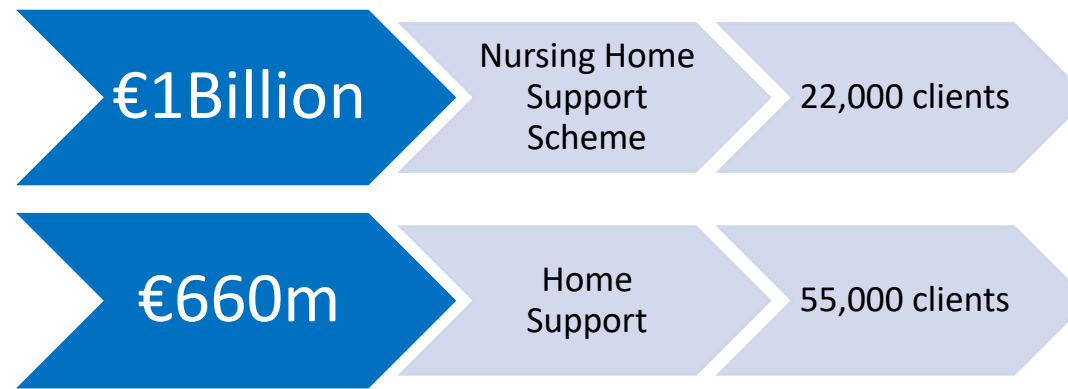 €1Billion
Nursing Home
Support
Scheme
22,000 clients
€660m
Home
Support
55,000 clients